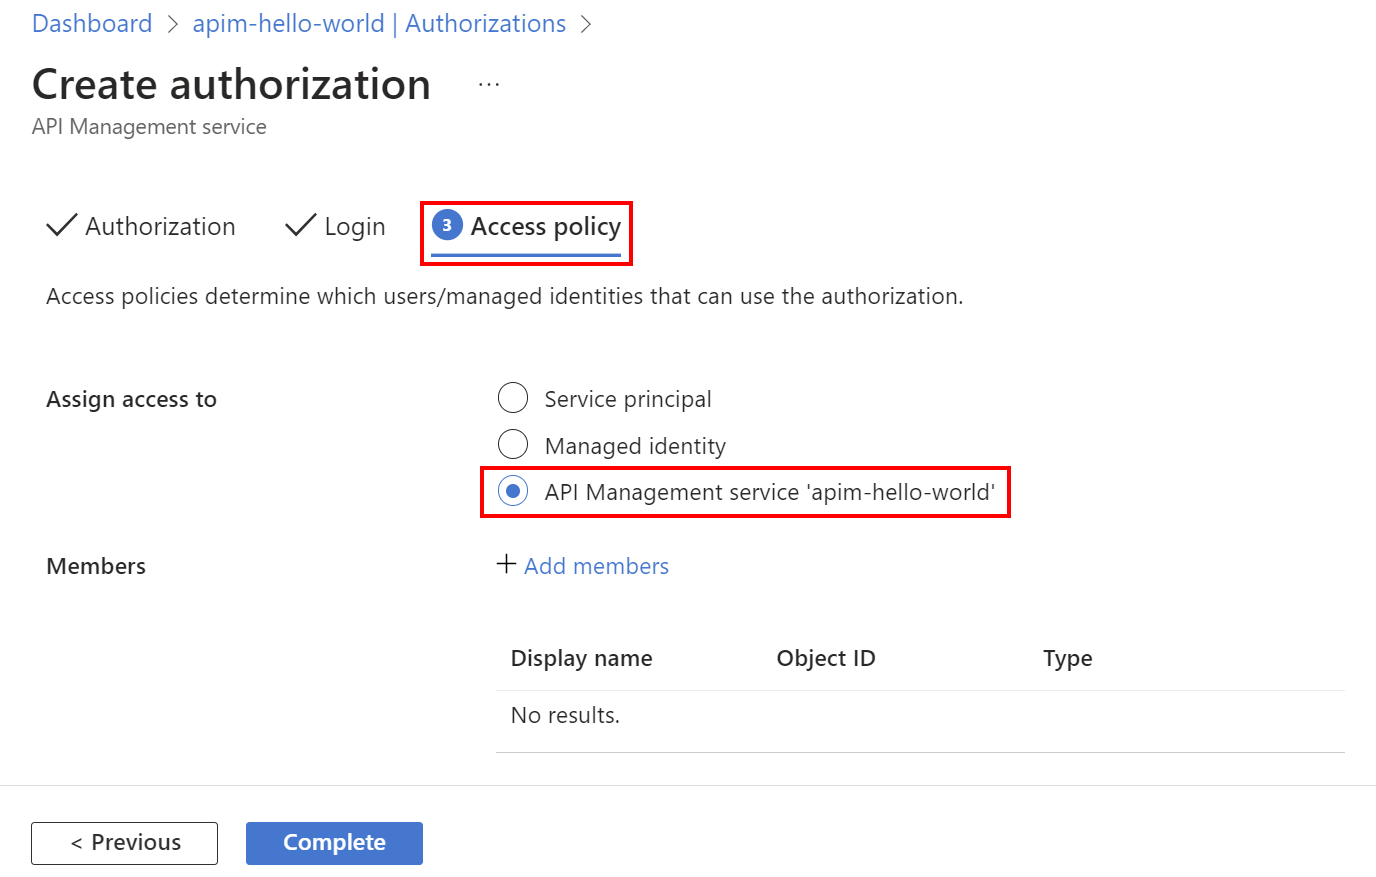 Dashboard > apim-hello-world | Authorizations >
Create authorization ...
API Management service
Authorization Login 3 Access policy
Access policies determine which users/managed identities that can use the authorization.
Assign access to
Service principal
Managed identity
API Management service 'apim-hello-world'
Members
+ Add members
Display name Object ID Type
No results.
< Previous Complete